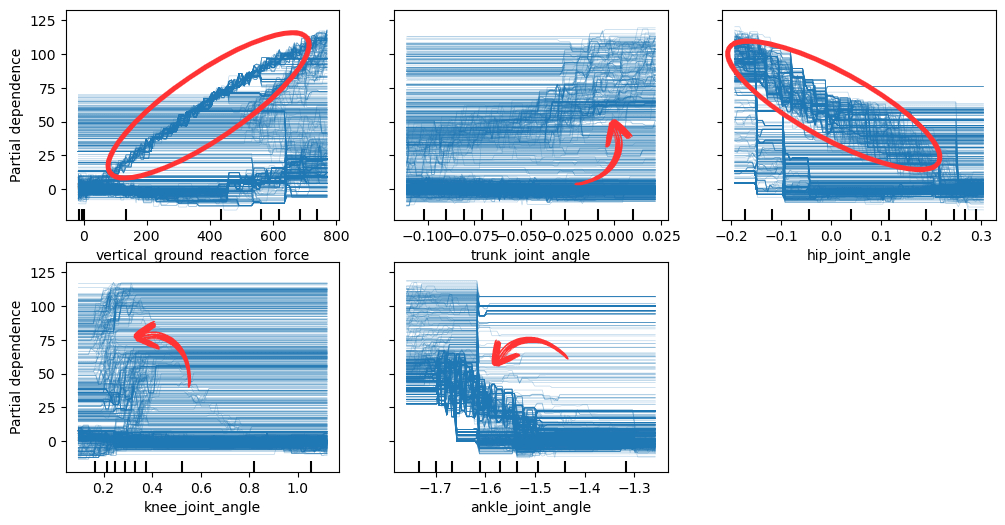 125
100
75
50
25
0
Partial dependence
0 200 400 600 800
vertical_ground_reaction_force
−0.100 −0.075 −0.050 −0.025 0.000 0.025
trunk_joint_angle
−0.2 −0.1 0.0 0.1 0.2 0.3
hip_joint_angle
125
100
75
50
25
0
Partial dependence
0.2 0.4 0.6 0.8 1.0
knee_joint_angle
−1.7 −1.6 −1.5 −1.4 −1.3
ankle_joint_angle